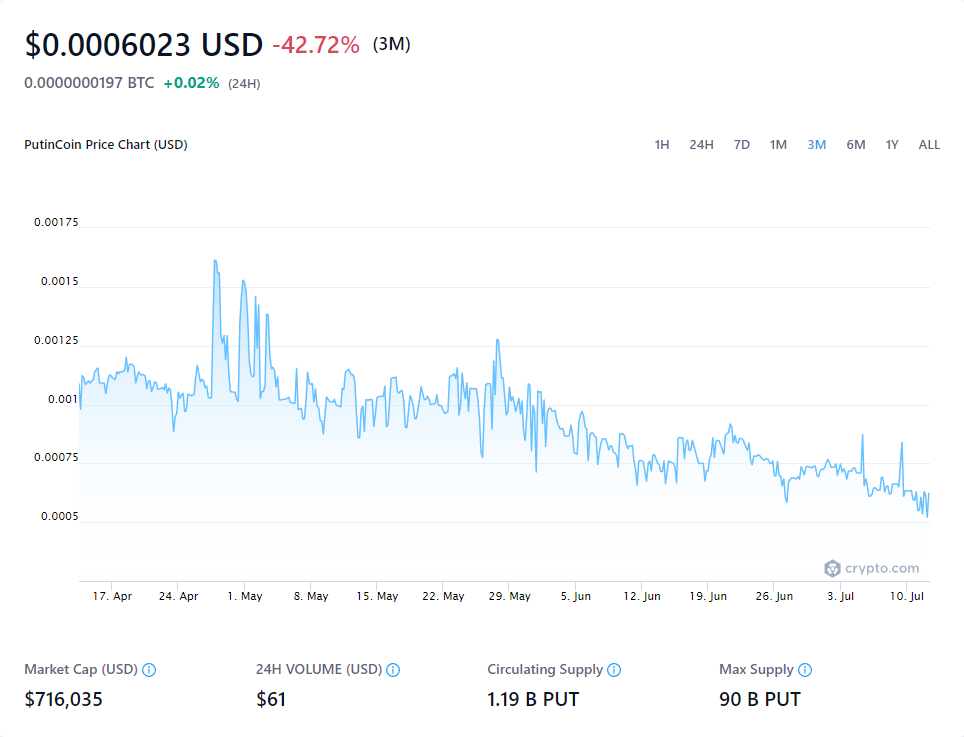 $0.0006023 USD -42.72% (3M)
0.0000000197 BTC +0.02% (24H)
PutinCoin Price Chart (USD) 1H 24H 7D 1M 3M 6M 1Y ALL
0.00175
0.0015
0.00125
0.001
0.00075
0.0005
crypto.com
17. Apr 24. Apr 1. May 8. May 15. May 22. May 29. May 5. Jun 12. Jun 19. Jun 26. Jun 3. Jul 10. Jul
Market Cap (USD) 24H VOLUME (USD) Circulating Supply Max Supply
$716,035 $61 1.19 B PUT 90 B PUT